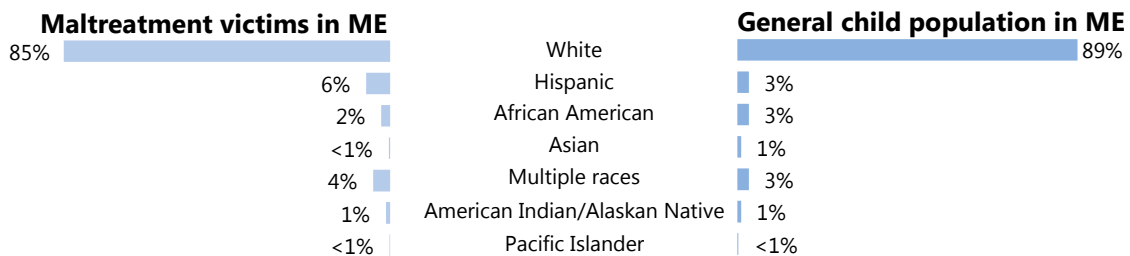 Maltreatment victims in ME General child population in ME
85% White 89%
6% Hispanic 3%
2% African American 3%
<1% Asian 1%
4% Multiple races 3%
1% American Indian/Alaskan Native 1%
<1% Pacific Islander <1%